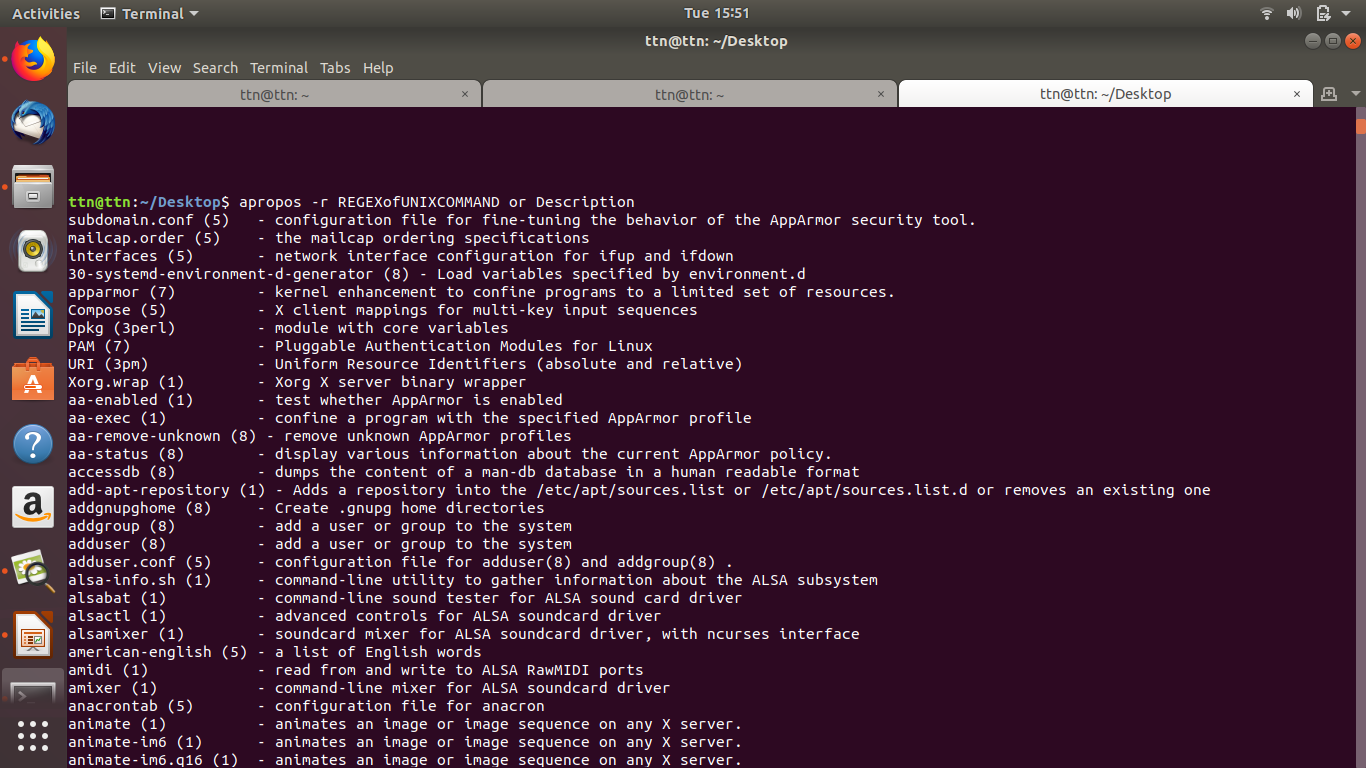 Activities Terminal Tue 15:51
ttn@ttn: ~/Desktop
File Edit View Search Terminal Tabs Help
ttn@ttn: ~ × ttn@ttn: ~ × ttn@ttn: ~/Desktop ×
ttn@ttn:~/Desktop$ apropos -r REGEXofUNIXCOMMAND or Description
subdomain.conf (5)   - configuration file for fine-tuning the behavior of the AppArmor security tool.
mailcap.order (5)    - the mailcap ordering specifications
interfaces (5)       - network interface configuration for ifup and ifdown
30-systemd-environment-d-generator (8) - Load variables specified by environment.d
apparmor (7)         - kernel enhancement to confine programs to a limited set of resources.
Compose (5)          - X client mappings for multi-key input sequences
Dpkg (3perl)         - module with core variables
PAM (7)              - Pluggable Authentication Modules for Linux
URI (3pm)            - Uniform Resource Identifiers (absolute and relative)
Xorg.wrap (1)        - Xorg X server binary wrapper
aa-enabled (1)       - test whether AppArmor is enabled
aa-exec (1)          - confine a program with the specified AppArmor profile
aa-remove-unknown (8) - remove unknown AppArmor profiles
aa-status (8)        - display various information about the current AppArmor policy.
accessdb (8)         - dumps the content of a man-db database in a human readable format
add-apt-repository (1) - Adds a repository into the /etc/apt/sources.list or /etc/apt/sources.list.d or removes an existing one
addgnupghome (8)     - Create .gnupg home directories
addgroup (8)         - add a user or group to the system
adduser (8)          - add a user or group to the system
adduser.conf (5)     - configuration file for adduser(8) and addgroup(8) .
alsa-info.sh (1)     - command-line utility to gather information about the ALSA subsystem
alsabat (1)          - command-line sound tester for ALSA sound card driver
alsactl (1)          - advanced controls for ALSA soundcard driver
alsamixer (1)        - soundcard mixer for ALSA soundcard driver, with ncurses interface
american-english (5) - a list of English words
amidi (1)            - read from and write to ALSA RawMIDI ports
amixer (1)           - command-line mixer for ALSA soundcard driver
anacrontab (5)       - configuration file for anacron
animate (1)          - animates an image or image sequence on any X server.
animate-im6 (1)      - animates an image or image sequence on any X server.
animate-im6.q16 (1)  - animates an image or image sequence on any X server.